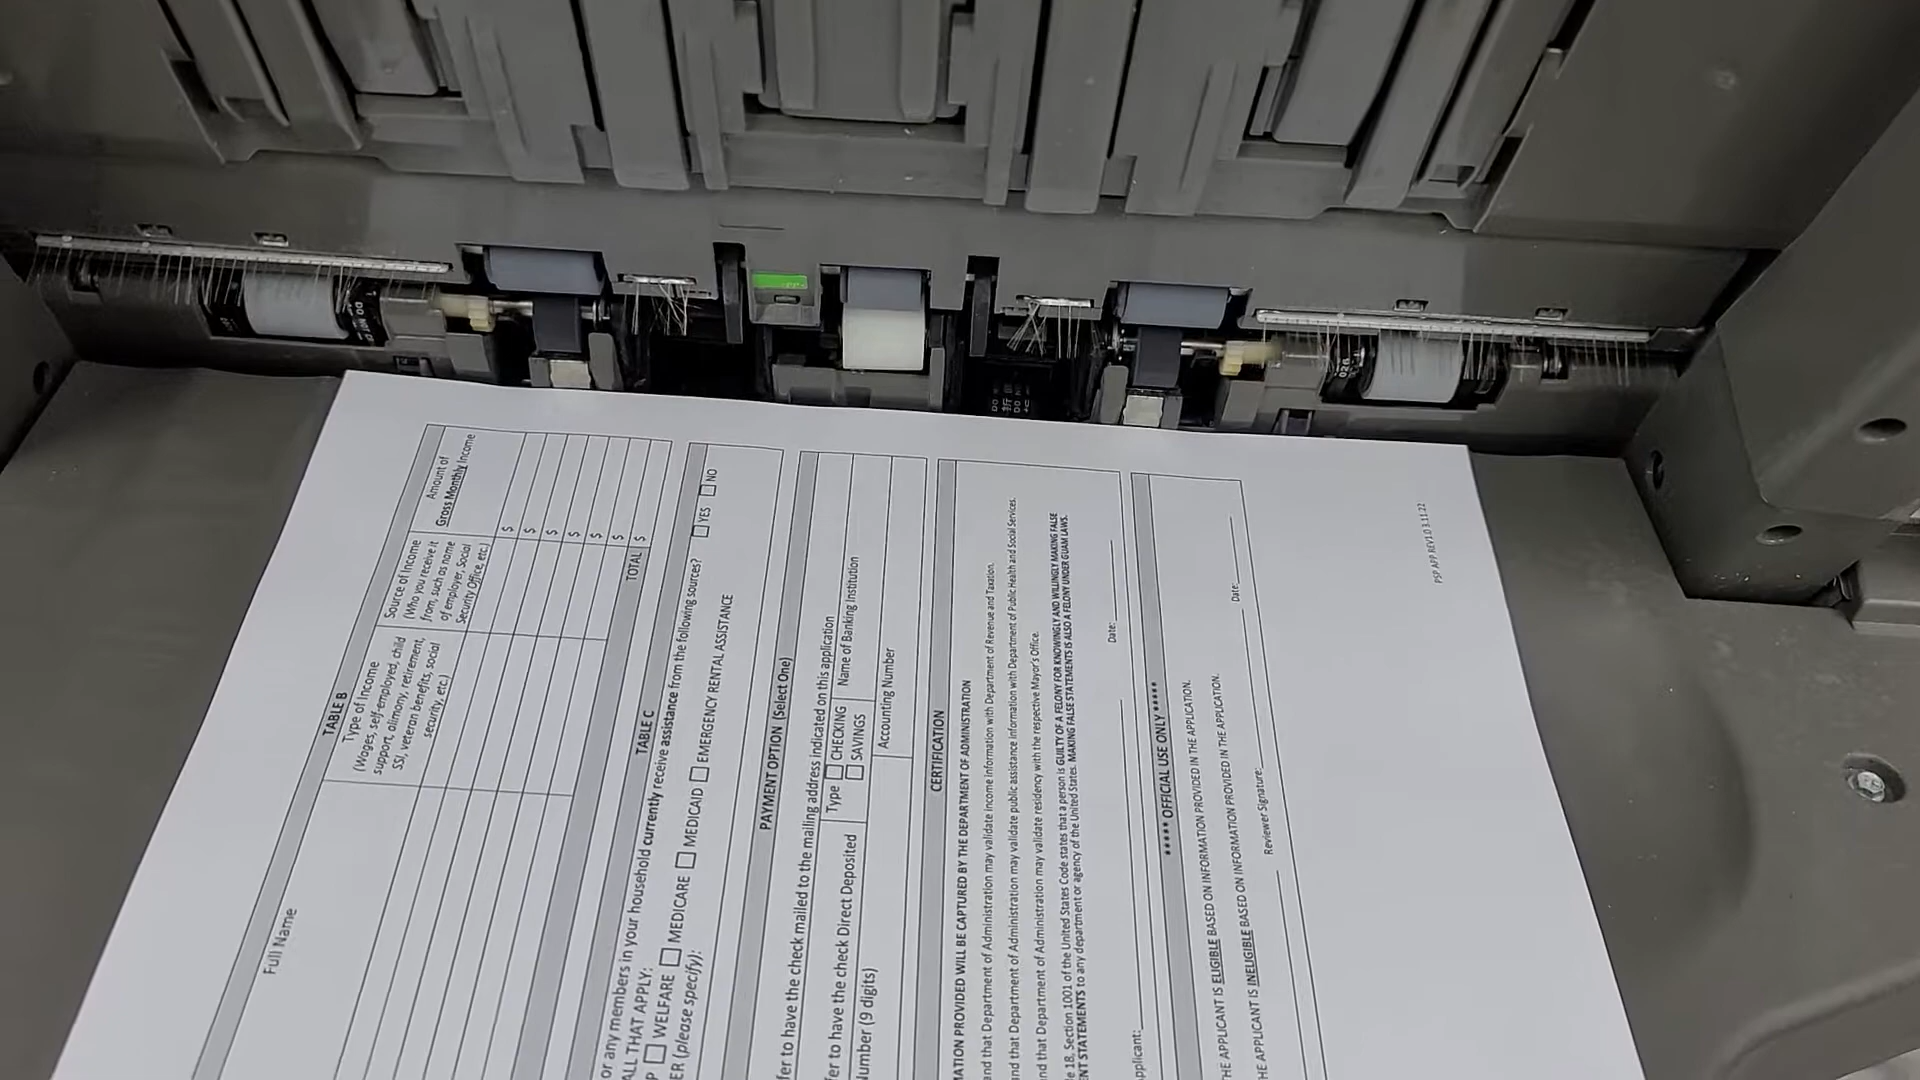 TABLE B
Full Name
Type of Income
(Wages, self-employed, child
support, alimony, retirement,
SSI, veteran benefits, social
security, etc.)
Source of Income
(Who you receive it
from, such as name
of employer, Social
Security Office, etc.)
Amount of
Gross Monthly Income
$
$
$
$
$
$
TOTAL $
TABLE C
or any members in your household currently receive assistance from the following sources? YES NO
ALL THAT APPLY:
P WELFARE MEDICARE MEDICAID EMERGENCY RENTAL ASSISTANCE
ER (please specify):
PAYMENT OPTION (Select One)
fer to have the check mailed to the mailing address indicated on this application
fer to have the check Direct Deposited Type CHECKING SAVINGS Name of Banking Institution
Number (9 digits) Accounting Number
CERTIFICATION
MATION PROVIDED WILL BE CAPTURED BY THE DEPARTMENT OF ADMINISTRATION
and that Department of Administration may validate income information with Department of Revenue and Taxation.
and that Department of Administration may validate public assistance information with Department of Public Health and Social Services.
and that Department of Administration may validate residency with the respective Mayor's Office.
le 18, Section 1001 of the United States Code states that a person is GUILTY OF A FELONY FOR KNOWINGLY AND WILLINGLY MAKING FALSE
ENT STATEMENTS to any department or agency of the United States. MAKING FALSE STATEMENTS IS ALSO A FELONY UNDER GUAM LAWS.
Applicant: Date:
***** OFFICIAL USE ONLY *****
THE APPLICANT IS ELIGIBLE BASED ON INFORMATION PROVIDED IN THE APPLICATION.
HE APPLICANT IS INELIGIBLE BASED ON INFORMATION PROVIDED IN THE APPLICATION.
Reviewer Signature: Date:
PSP APP REV1.0 3.11.22